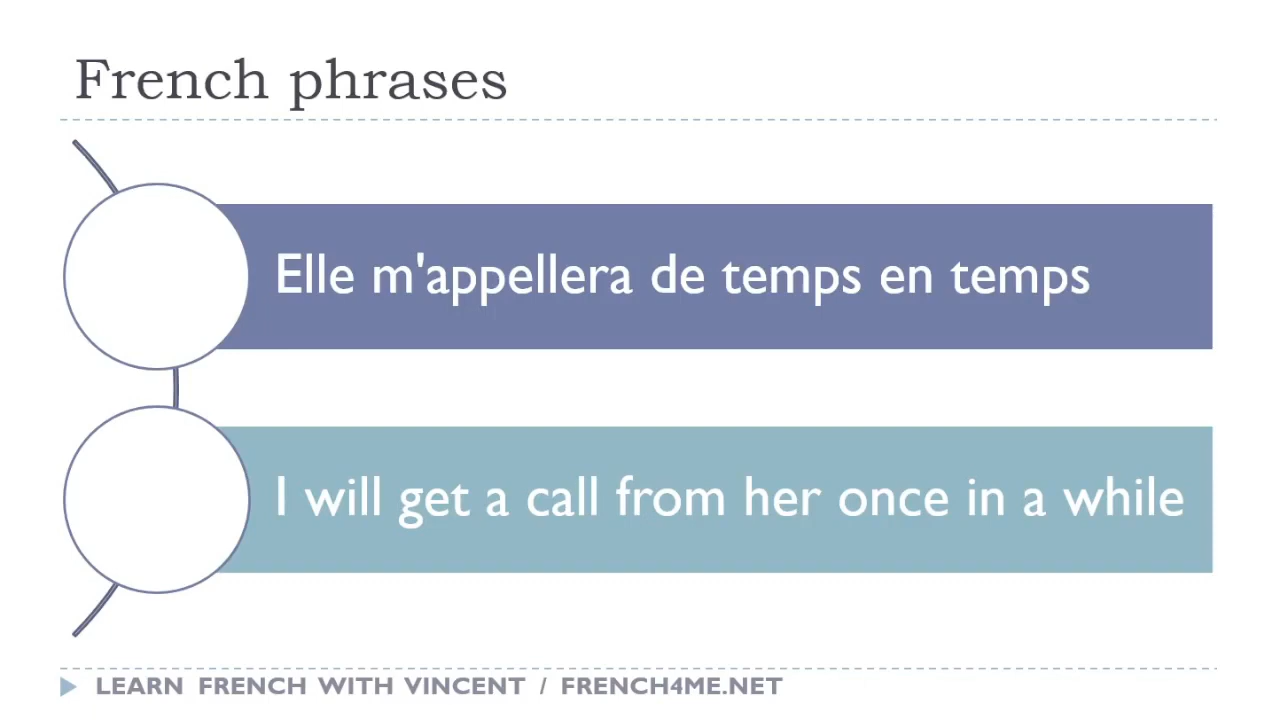 French phrases
Elle m'appellera de temps en temps
I will get a call from her once in a while
LEARN FRENCH WITH VINCENT / FRENCH4ME.NET